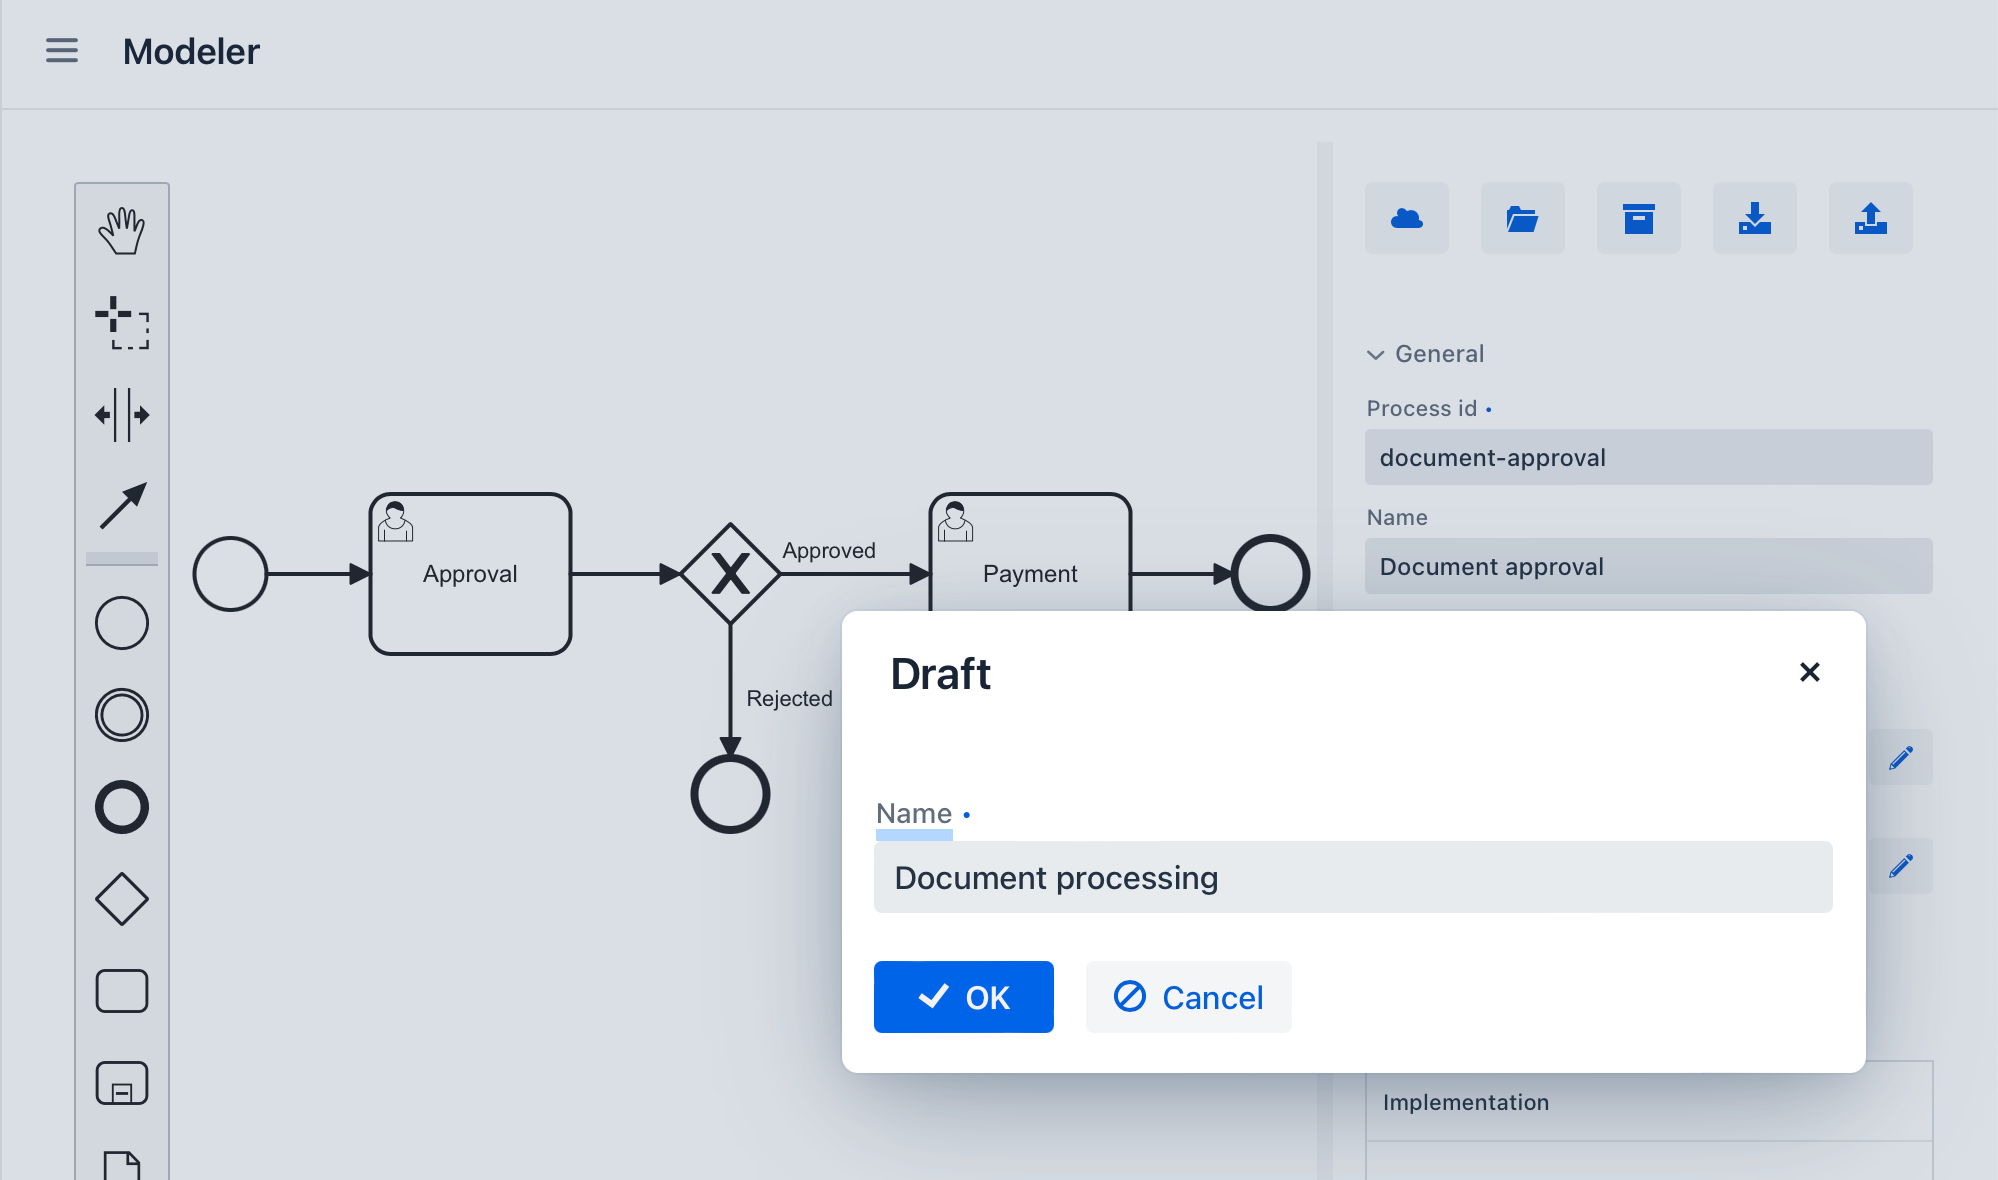 Modeler
General
Process id
document-approval
Name
Document approval
Approval
Approved
Payment
Rejected
Draft
Name
Document processing
OK
Cancel
Implementation